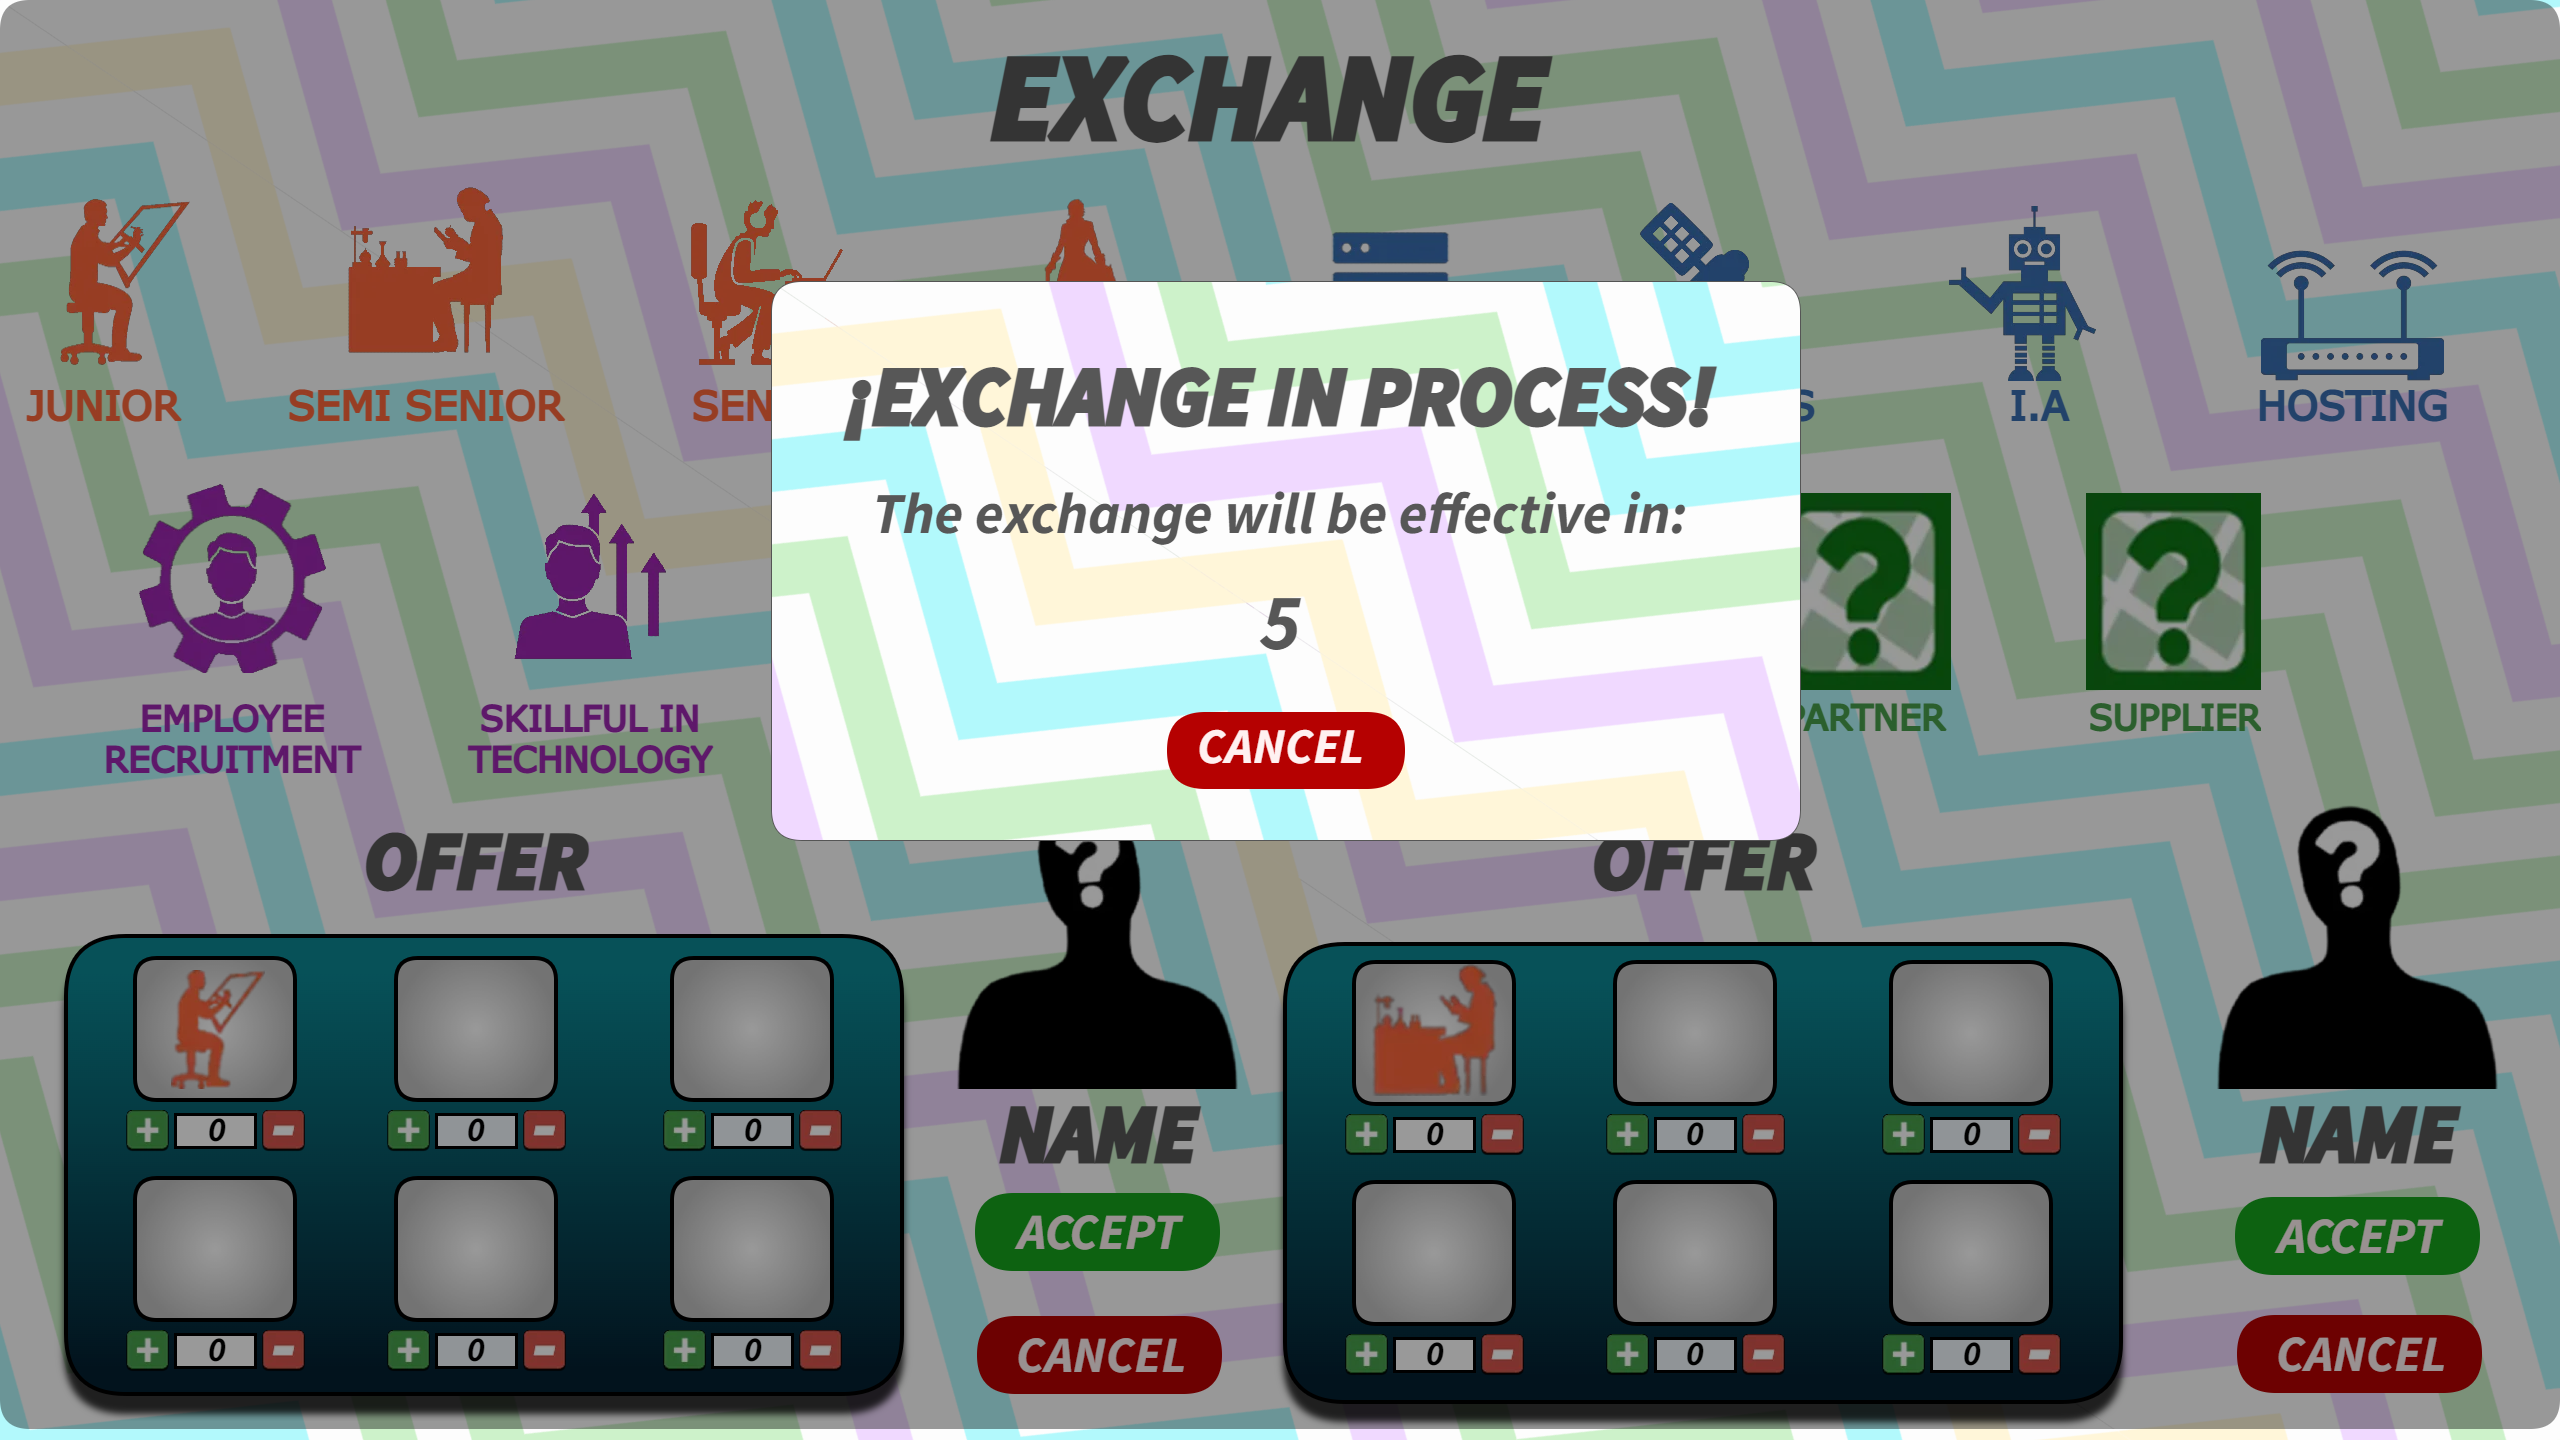 EXCHANGE
JUNIOR
SEMI SENIOR
SEN
S
I.A
HOSTING
¡EXCHANGE IN PROCESS!
The exchange will be effective in:
5
CANCEL
EMPLOYEE
RECRUITMENT
SKILLFUL IN
TECHNOLOGY
PARTNER
SUPPLIER
OFFER
OFFER
0 0 0
0 0 0
NAME
ACCEPT
CANCEL
0 0 0
0 0 0
NAME
ACCEPT
CANCEL